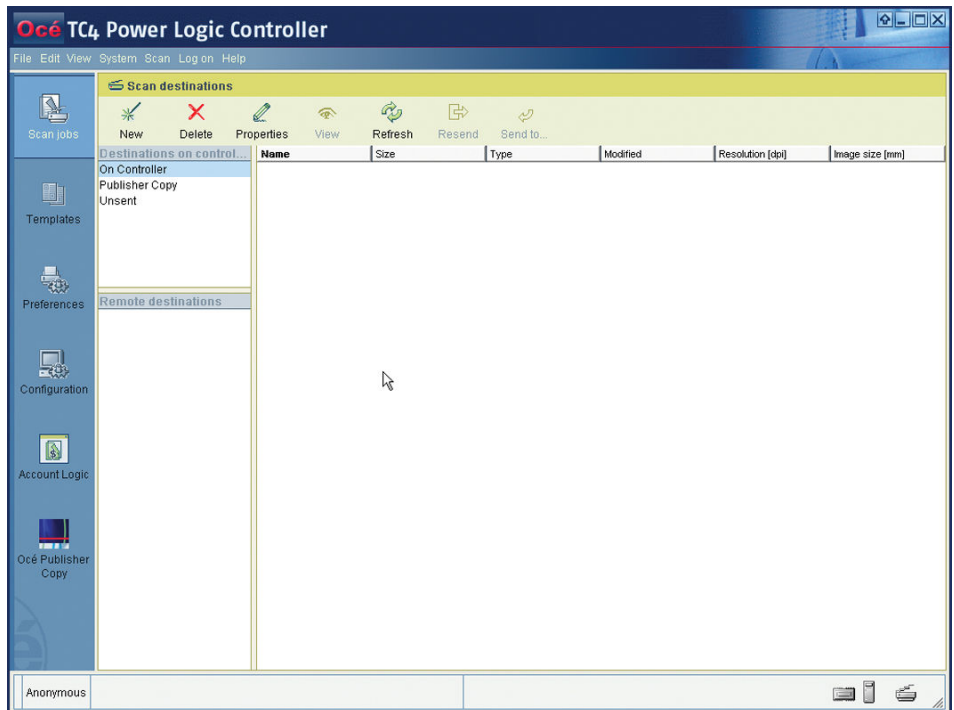 Océ TC4 Power Logic Controller
File Edit View System Scan Log on Help
Scan destinations
New Delete Properties View Refresh Resend Send to...
Scan jobs
Templates
Preferences
Configuration
Account Logic
Océ Publisher
Copy
Destinations on control...
On Controller
Publisher Copy
Unsent
Remote destinations
Name Size Type Modified Resolution [dpi] Image size [mm]
Anonymous